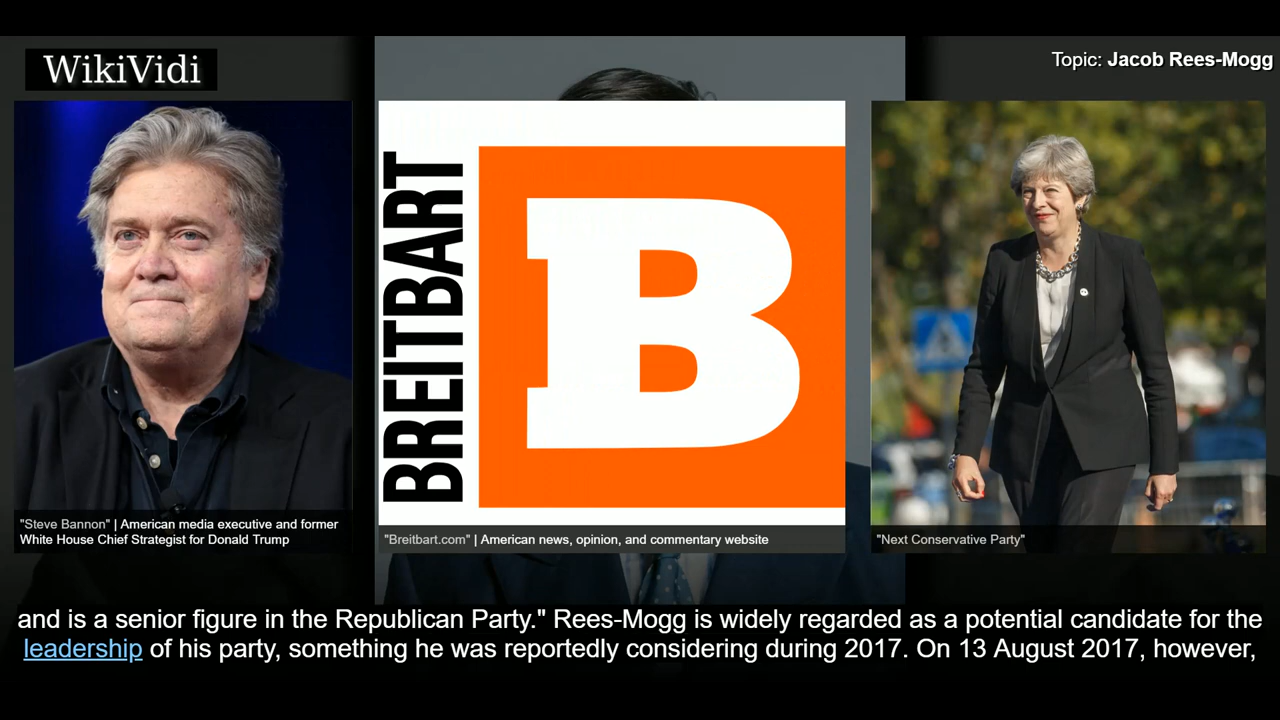 WikiVidi
Topic: Jacob Rees-Mogg
BREITBART
B
"Steve Bannon" | American media executive and former
White House Chief Strategist for Donald Trump
"Breitbart.com" | American news, opinion, and commentary website
"Next Conservative Party"
and is a senior figure in the Republican Party." Rees-Mogg is widely regarded as a potential candidate for the
leadership of his party, something he was reportedly considering during 2017. On 13 August 2017, however,